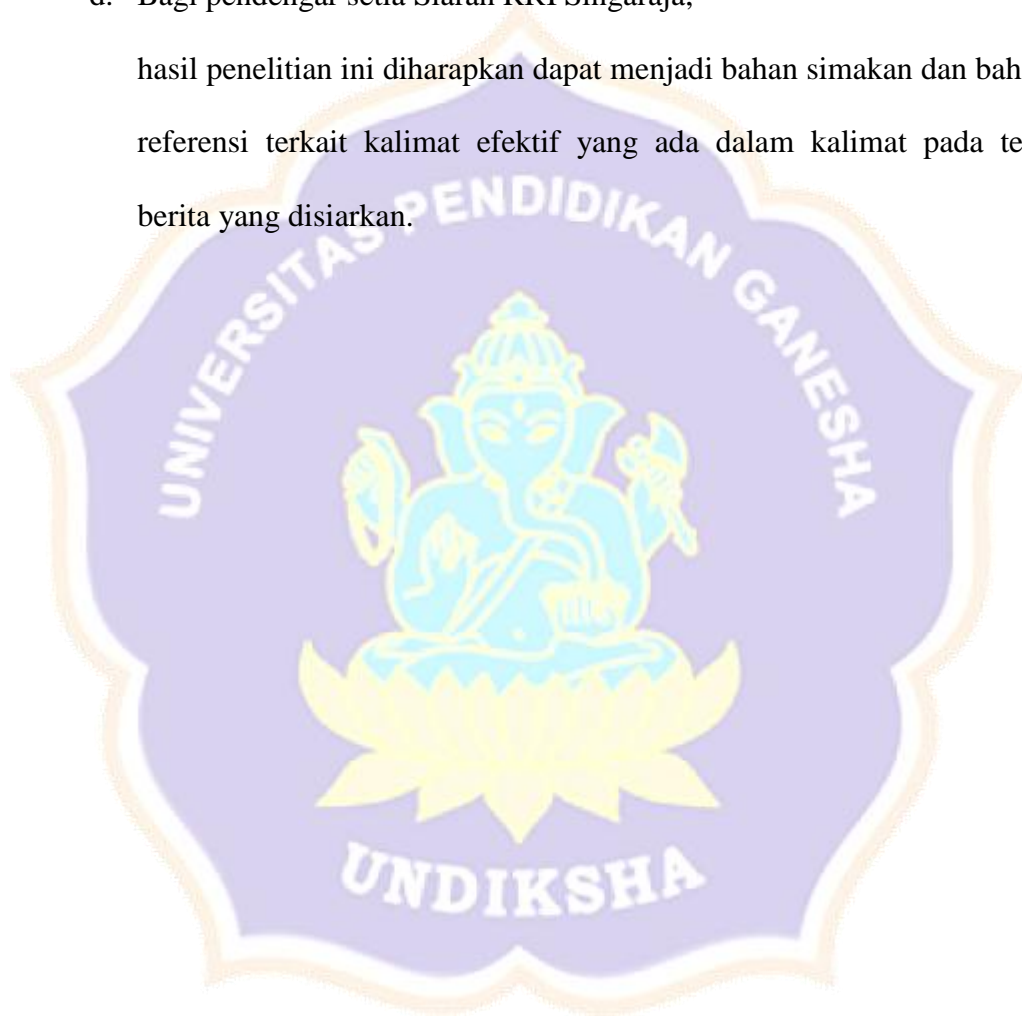 d. Bagi pendengar setia Siaran RRI Singaraja,
hasil penelitian ini diharapkan dapat menjadi bahan simakan dan bah
referensi terkait kalimat efektif yang ada dalam kalimat pada te
berita yang disiarkan.
UNIVERSITAS PENDIDIKAN GANESHA
UNDIKSHA